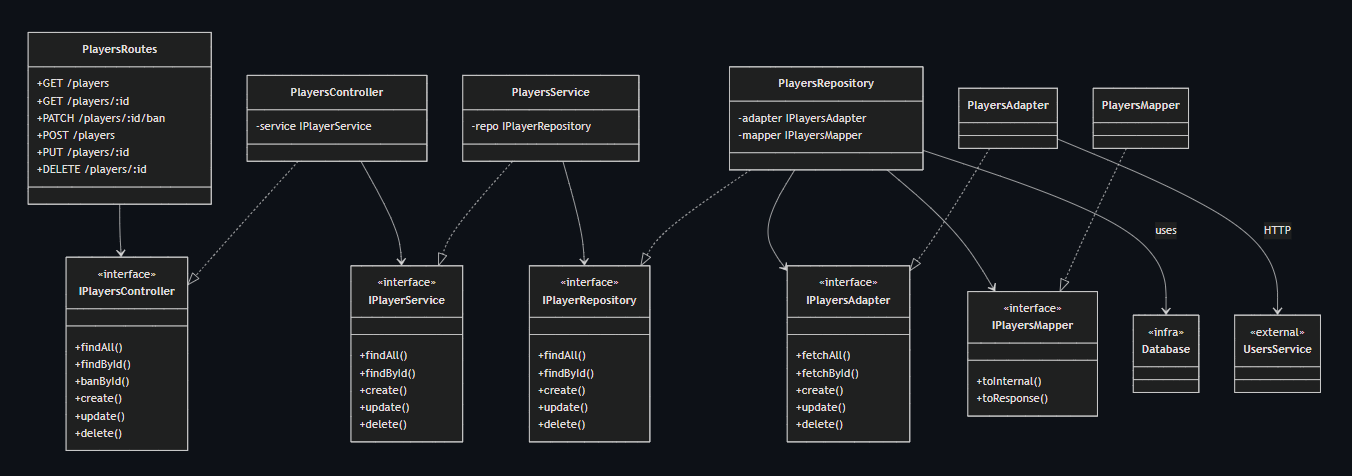 PlayersRoutes
+GET /players
+GET /players/:id
+PATCH /players/:id/ban
+POST /players
+PUT /players/:id
+DELETE /players/:id
PlayersController
-service IPlayerService
PlayersService
-repo IPlayerRepository
PlayersRepository
-adapter IPlayersAdapter
-mapper IPlayersMapper
PlayersAdapter
PlayersMapper
uses
HTTP
«interface»
IPlayersController
+findAll()
+findById()
+banById()
+create()
+update()
+delete()
«interface»
IPlayerService
+findAll()
+findById()
+create()
+update()
+delete()
«interface»
IPlayerRepository
+findAll()
+findById()
+create()
+update()
+delete()
«interface»
IPlayersAdapter
+fetchAll()
+fetchById()
+create()
+update()
+delete()
«interface»
IPlayersMapper
+toInternal()
+toResponse()
«infra»
Database
«external»
UsersService